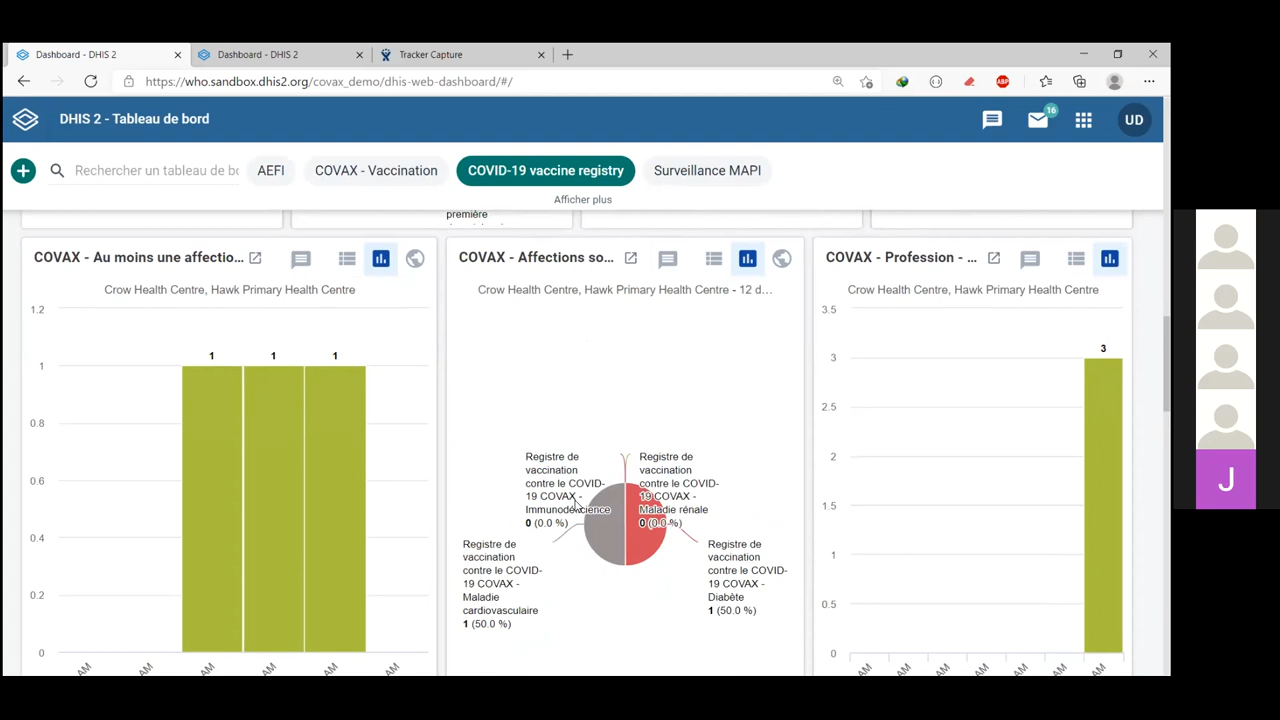 Dashboard - DHIS 2
Dashboard - DHIS 2
Tracker Capture
https://who.sandbox.dhis2.org/covax_demo/dhis-web-dashboard/#/
ABP
DHIS 2 - Tableau de bord
16
UD
Rechercher un tableau de bo
AEFI
COVAX - Vaccination
COVID-19 vaccine registry
Surveillance MAPI
Afficher plus
première
COVAX - Au moins une affectio...
Crow Health Centre, Hawk Primary Health Centre
1.2
1
0.8
0.6
0.4
0.2
0
1
1
1
AM
AM
AM
AM
AM
AM
COVAX - Affections so...
Crow Health Centre, Hawk Primary Health Centre - 12 d...
Registre de
vaccination
contre le COVID-
19 COVAX -
Immunodéficience
0 (0.0 %)
Registre de
vaccination
contre le COVID-
19 COVAX -
Maladie rénale
0 (0.0 %)
Registre de
vaccination
contre le COVID-
19 COVAX -
Maladie
cardiovasculaire
1 (50.0 %)
Registre de
vaccination
contre le COVID-
19 COVAX -
Diabète
1 (50.0 %)
COVAX - Profession - ...
Crow Health Centre, Hawk Primary Health Centre
3.5
3
2.5
2
1.5
1
0.5
0
3
AM
AM
AM
AM
AM
AM
AM
J